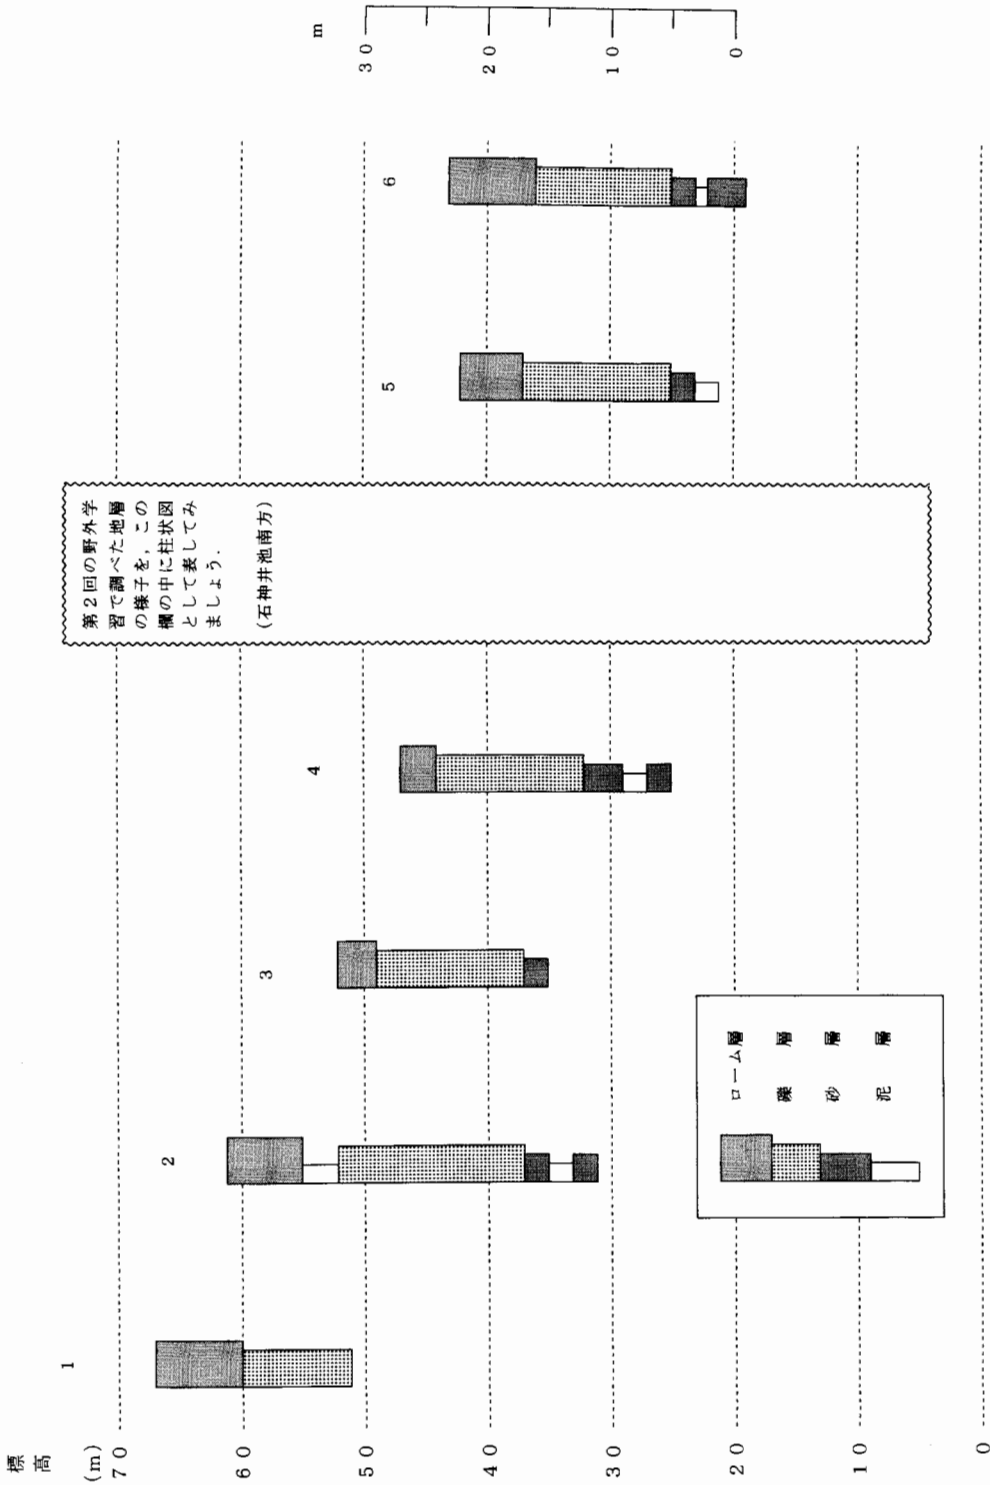 標
高
(m)
70
60
50
40
30
20
10
0
1
2
3
4
5
6
第2回の野外学
習で調べた地層
の様子を,この
欄の中に柱状図
として表してみ
ましょう.
(石神井池南方)
ローム層
礫 層
砂 層
泥 層
m
30
20
10
0